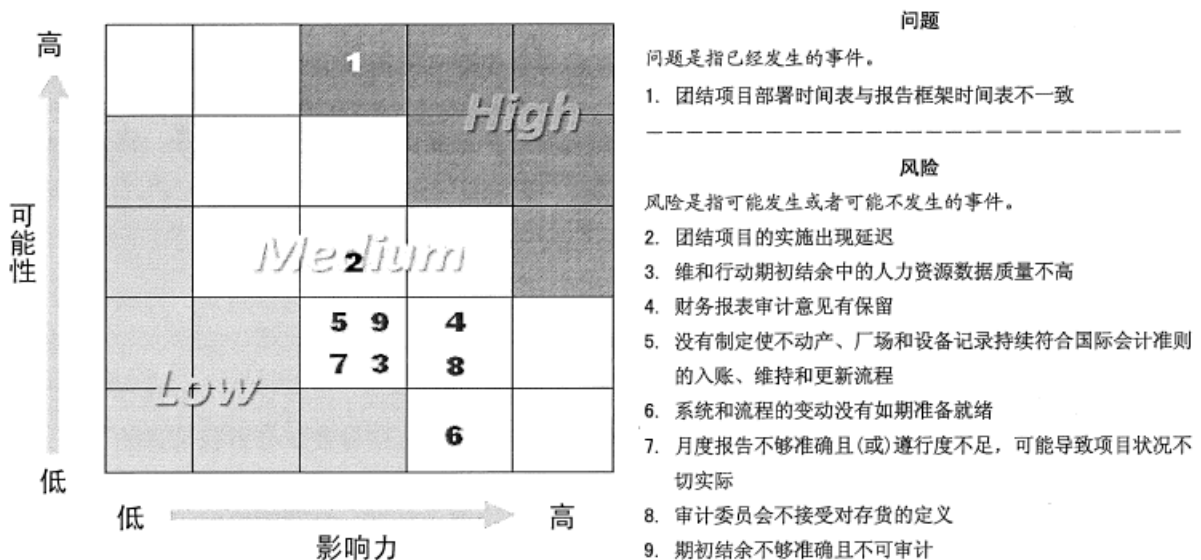 高
可能性
低
1
High
Medium
2
5 9 4
7 3 8
Low
6
低 高
影响力
问题
问题是指已经发生的事件。
1. 团结项目部署时间表与报告框架时间表不一致
风险
风险是指可能发生或者可能不发生的事件。
2. 团结项目的实施出现延迟
3. 维和行动期初结余中的人力资源数据质量不高
4. 财务报表审计意见有保留
5. 没有制定使不动产、厂场和设备记录持续符合国际会计准则
的入账、维持和更新流程
6. 系统和流程的变动没有如期准备就绪
7. 月度报告不够准确且(或)遵行度不足，可能导致项目状况不
切实际
8. 审计委员会不接受对存货的定义
9. 期初结余不够准确且不可审计